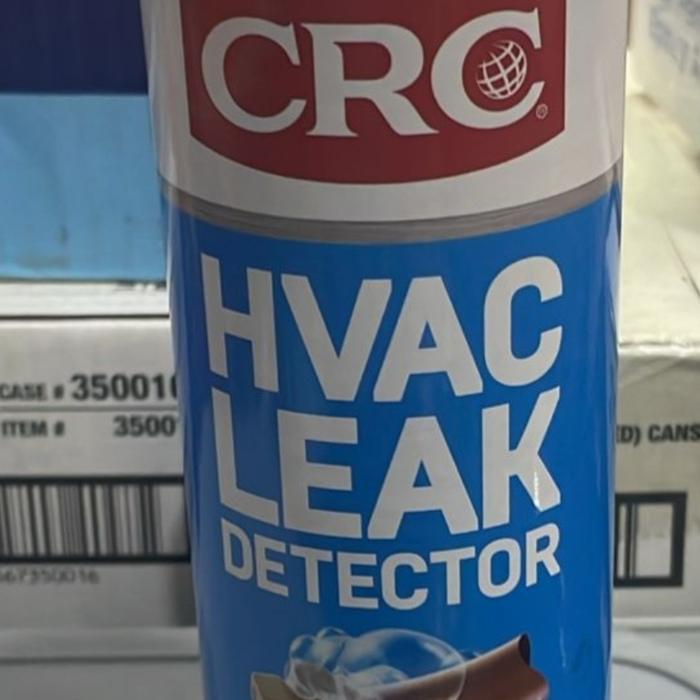 CRC
®
HVAC
LEAK
DETECTOR
CASE # 35001
ITEM # 3500
CANS